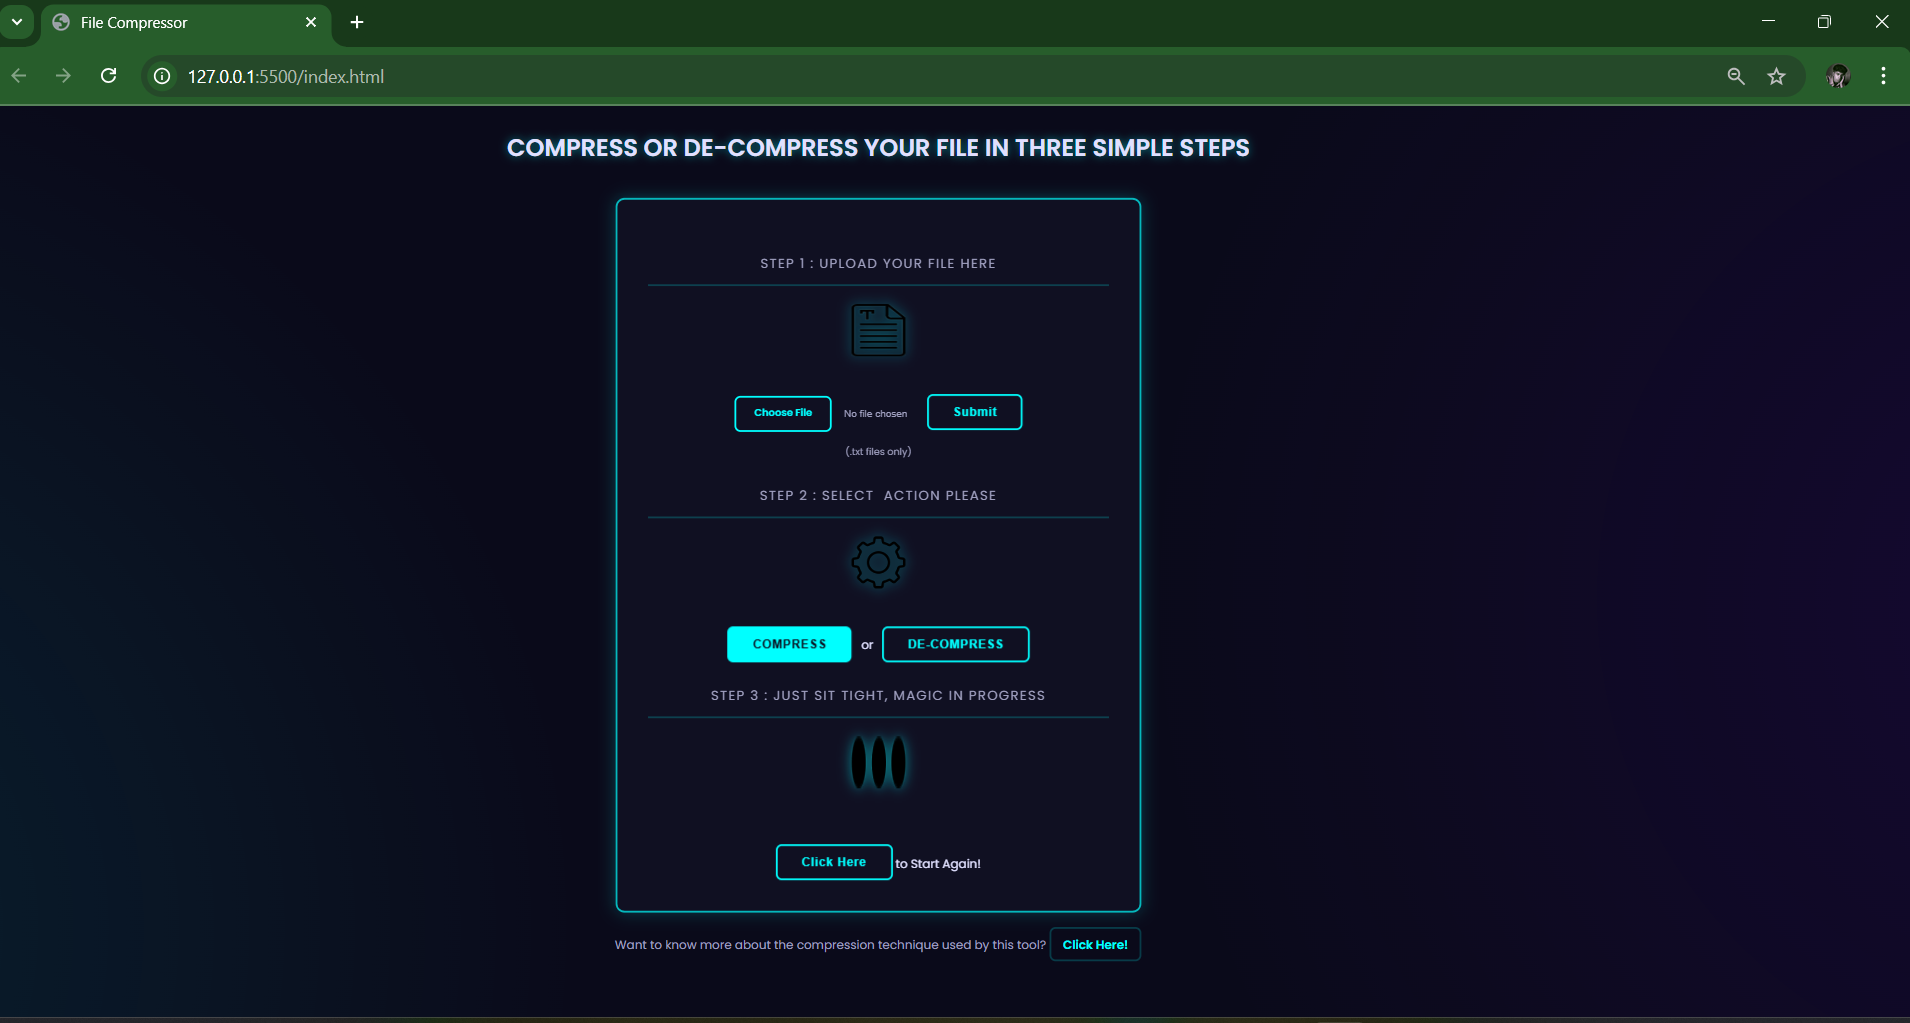 File Compressor
127.0.0.1:5500/index.html
COMPRESS OR DE-COMPRESS YOUR FILE IN THREE SIMPLE STEPS
STEP 1 : UPLOAD YOUR FILE HERE
T
Choose File No file chosen Submit
(.txt files only)
STEP 2 : SELECT  ACTION PLEASE
COMPRESS or DE-COMPRESS
STEP 3 : JUST SIT TIGHT, MAGIC IN PROGRESS
Click Here to Start Again!
Want to know more about the compression technique used by this tool? Click Here!